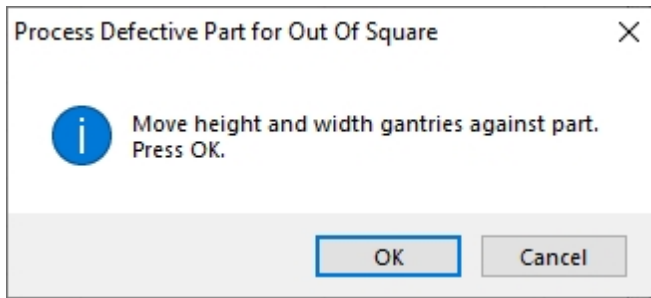 Process Defective Part for Out Of Square
Move height and width gantries against part.
Press OK.
OK
Cancel